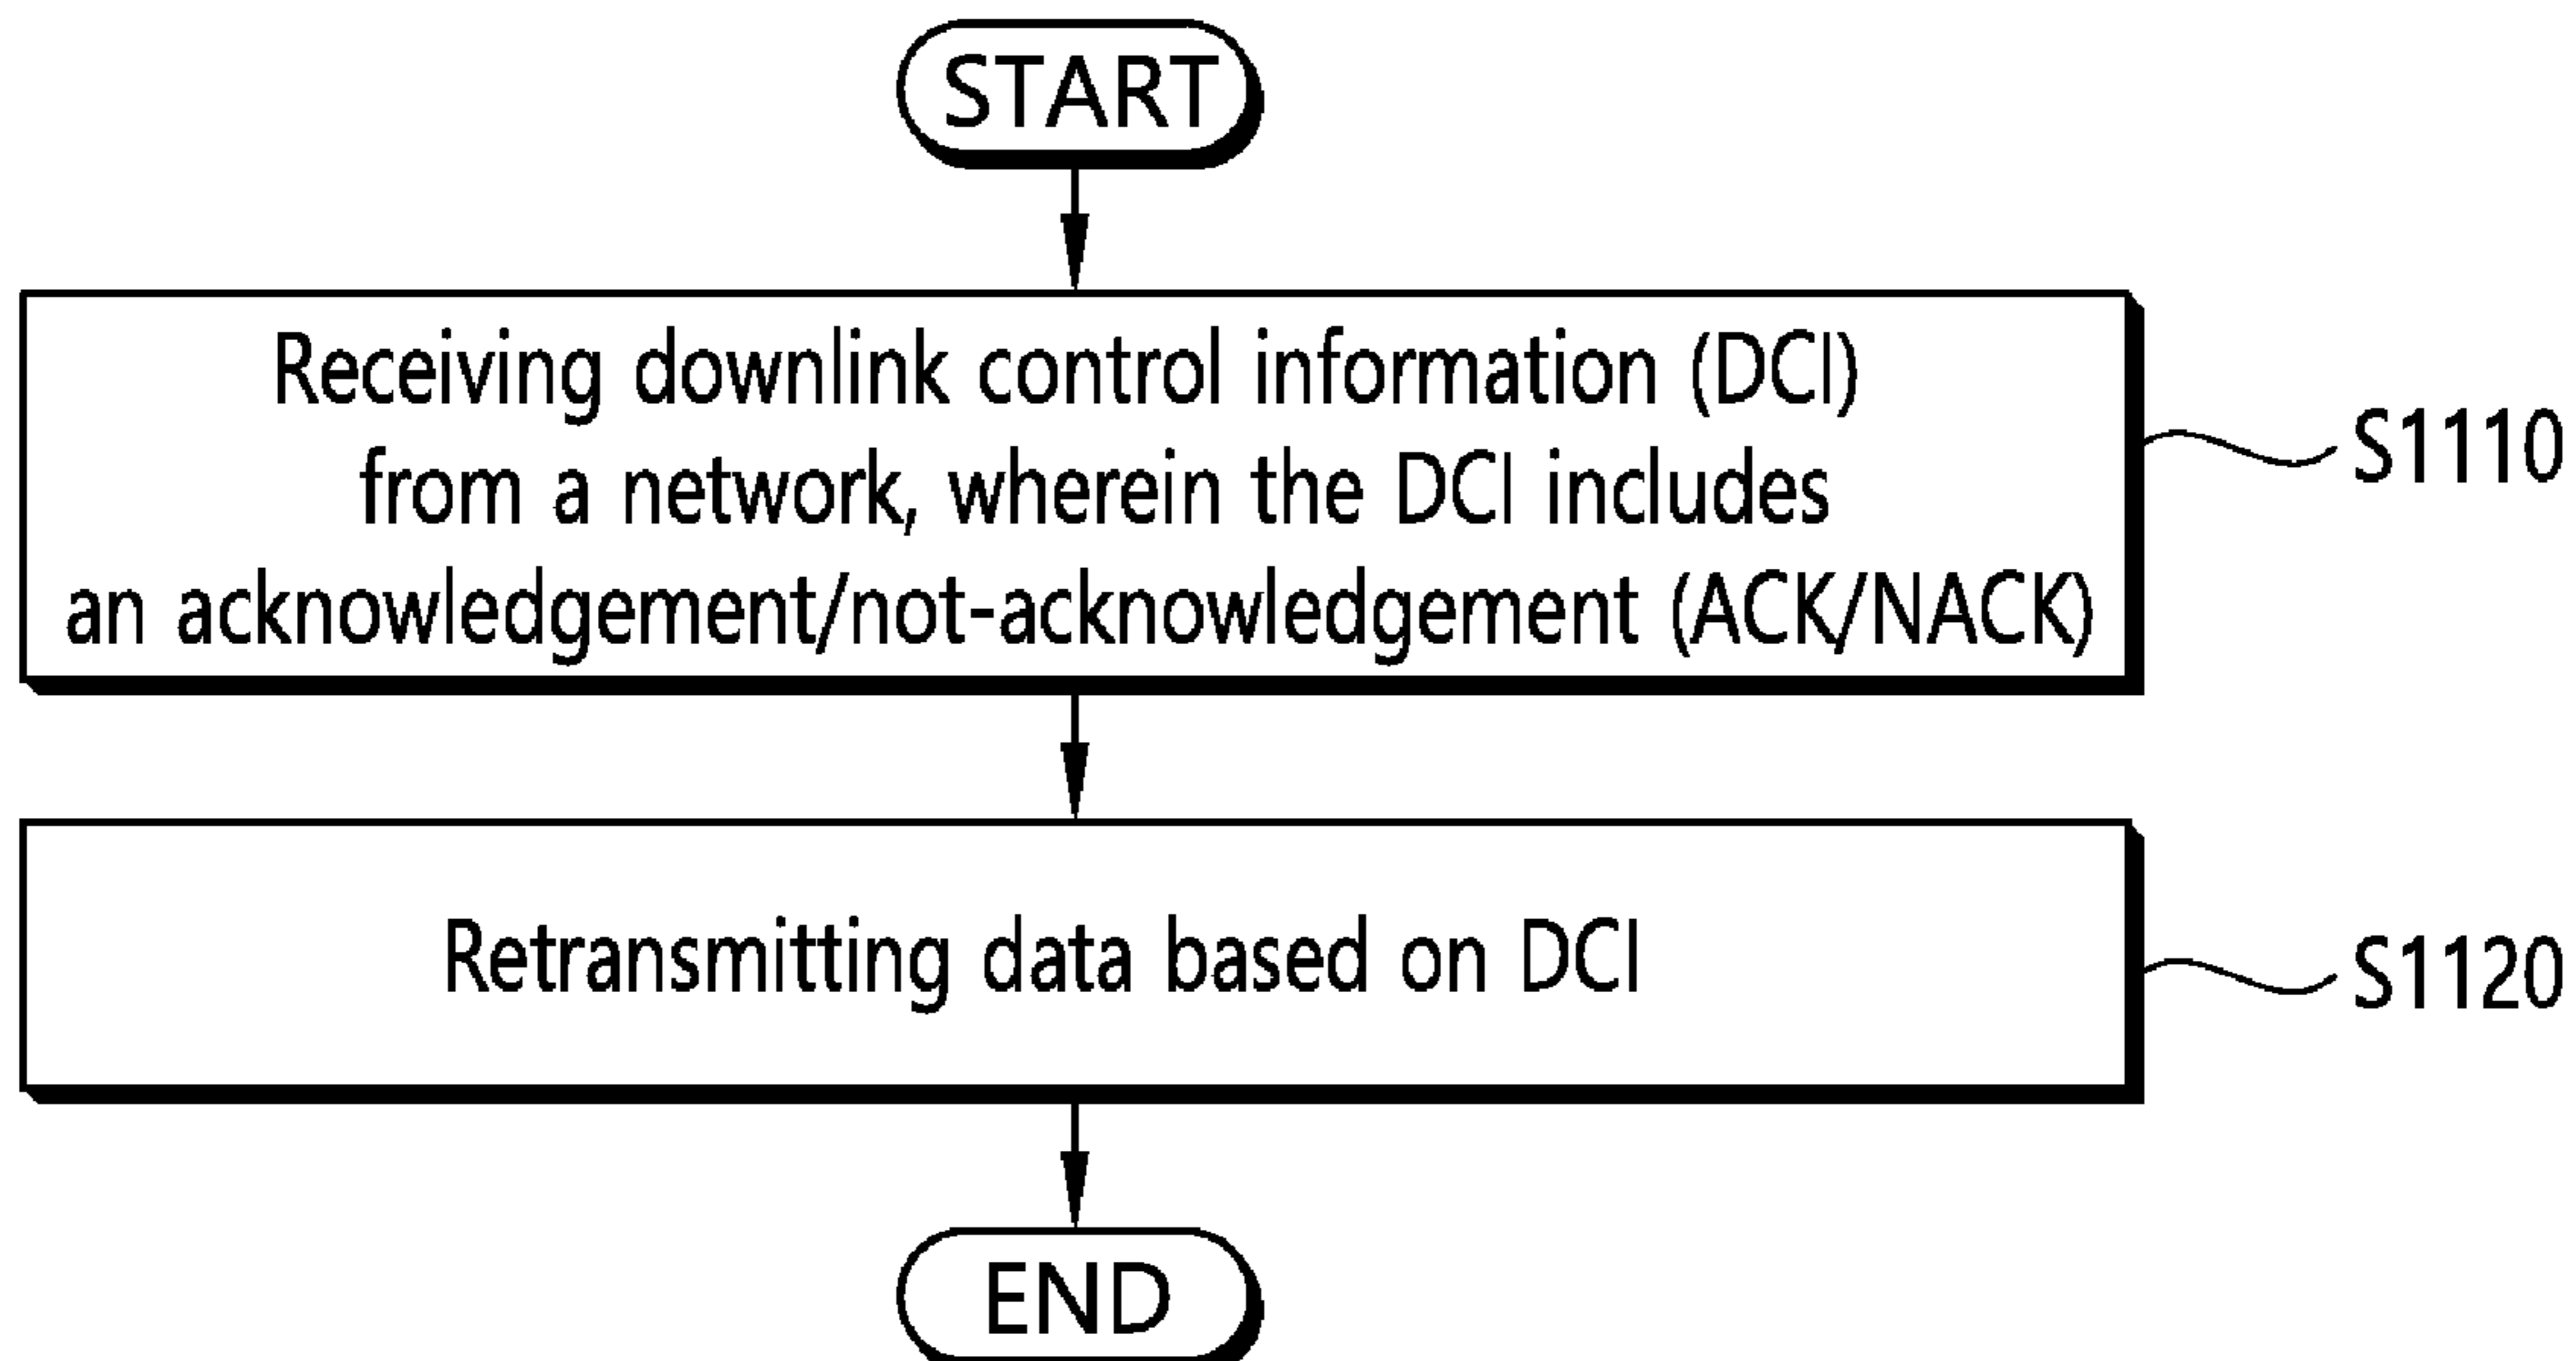 START
Receiving downlink control information (DCI)
from a network, wherein the DCI includes
an acknowledgement/not-acknowledgement (ACK/NACK)
S1110
Retransmitting data based on DCI
S1120
END